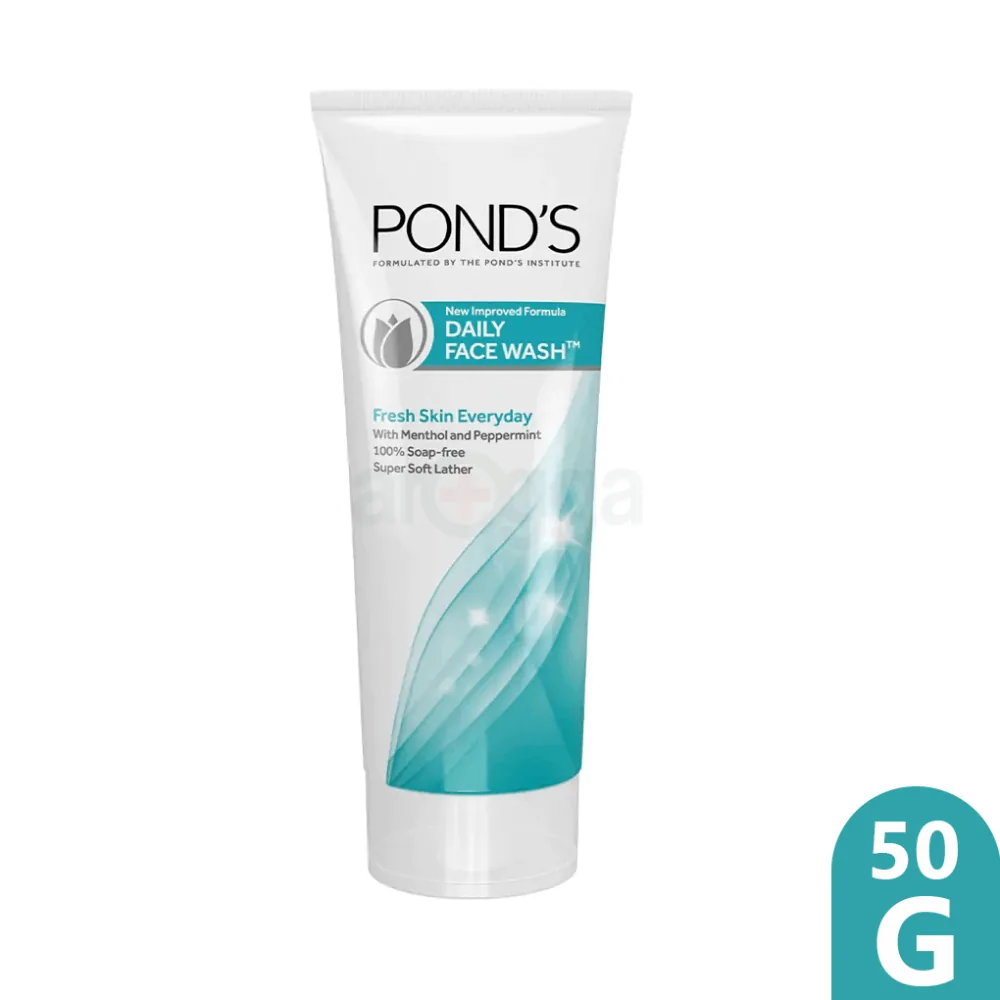 POND'S
FORMULATED BY THE POND'S INSTITUTE
New Improved Formula
DAILY
FACE WASH™
Fresh Skin Everyday
With Menthol and Peppermint
100% Soap-free
Super Soft Lather
arogga
50
G